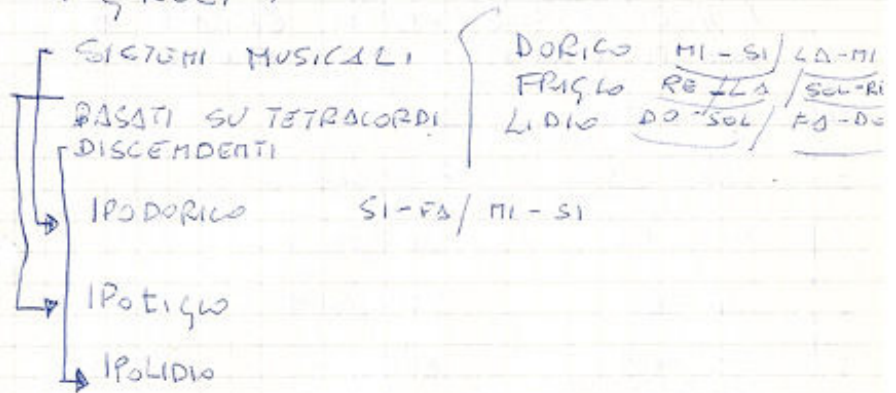 SISTEMI MUSICALI
BASATI SU TETRACORDI
DISCENDENTI
DORICO MI-SI/LA-MI
FRIGIO RE-LA/SOL-RE
LIDIO DO-SOL/FA-DO
IPODORICO SI-FA/MI-SI
IPOLIDIO